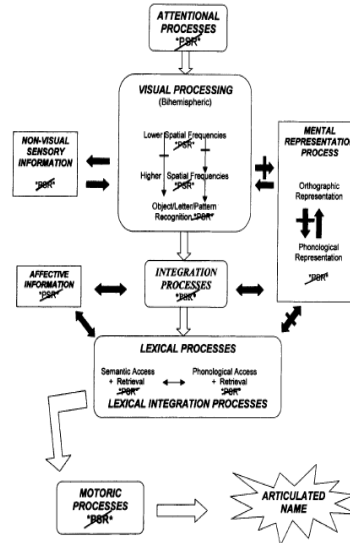 ATTENTIONAL
PROCESSES
*PSR*
VISUAL PROCESSING
(Bihemispheric)
Lower Spatial Frequencies
*PSR*
Higher Spatial Frequencies
*PSR*
Object/Letter/Pattern
Recognition *PSR*
NON-VISUAL
SENSORY
INFORMATION
*PSR*
MENTAL
REPRESENTATION
PROCESS
Orthographic
Representation
Phonological
Representation
*PSR*
AFFECTIVE
INFORMATION
*PSR*
INTEGRATION
PROCESSES
*PSR*
LEXICAL PROCESSES
Semantic Access
+ Retrieval
*PSR*
Phonological Access
+ Retrieval
*PSR*
LEXICAL INTEGRATION PROCESSES
MOTORIC
PROCESSES
*PSR*
ARTICULATED
NAME